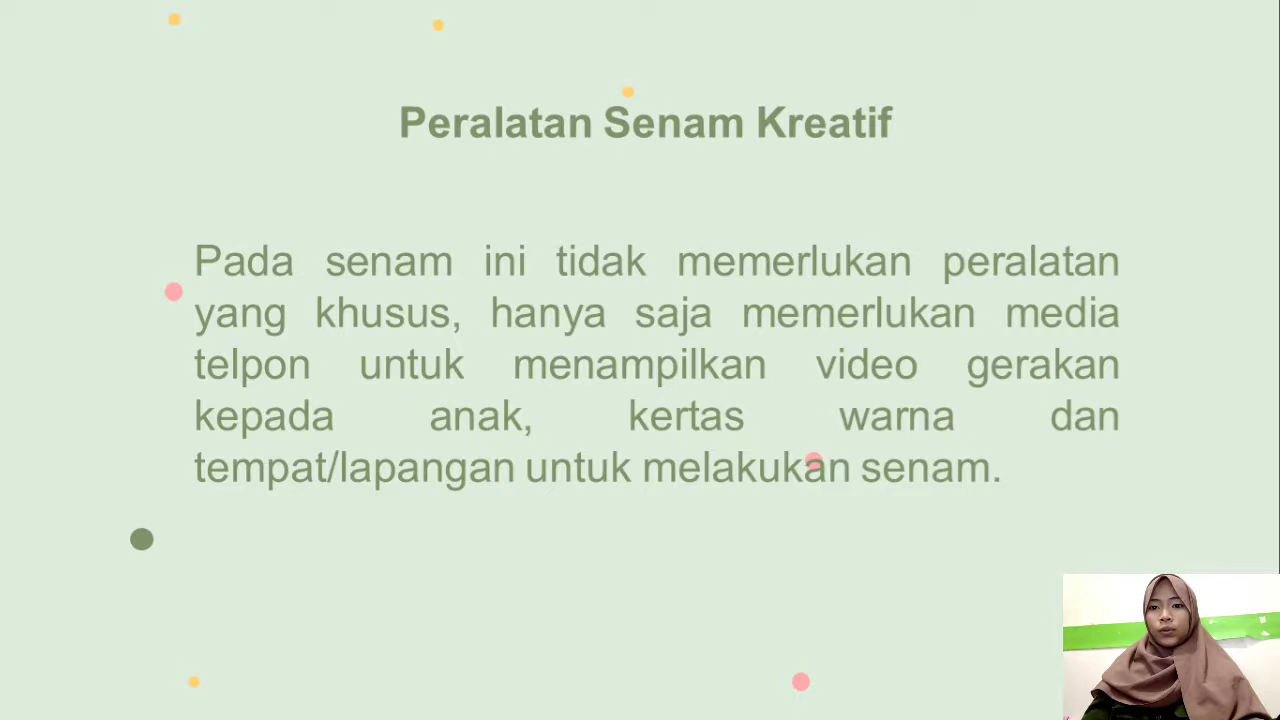 Peralatan Senam Kreatif
Pada senam ini tidak memerlukan peralatan
yang khusus, hanya saja memerlukan media
telpon untuk menampilkan video gerakan
kepada anak, kertas warna dan
tempat/lapangan untuk melakukan senam.